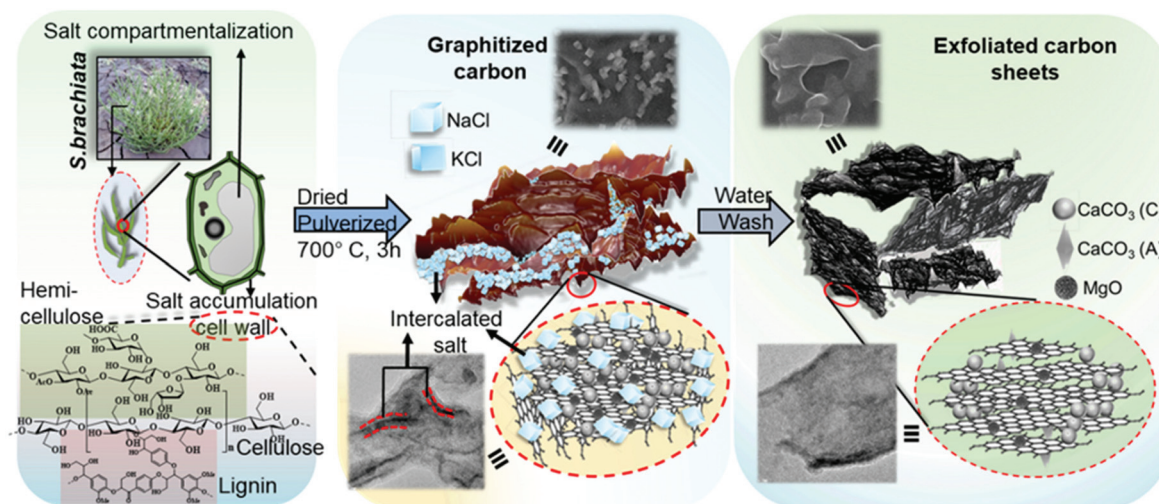 Salt compartmentalization
S.brachiata
Salt accumulation
cell wall
Hemi-
cellulose
HOOC
OH
Cellulose
Lignin
Dried
Pulverized
700° C, 3h
Graphitized
carbon
NaCl
KCl
Intercalated
salt
Water
Wash
Exfoliated carbon
sheets
CaCO3 (C)
CaCO3 (A)
MgO